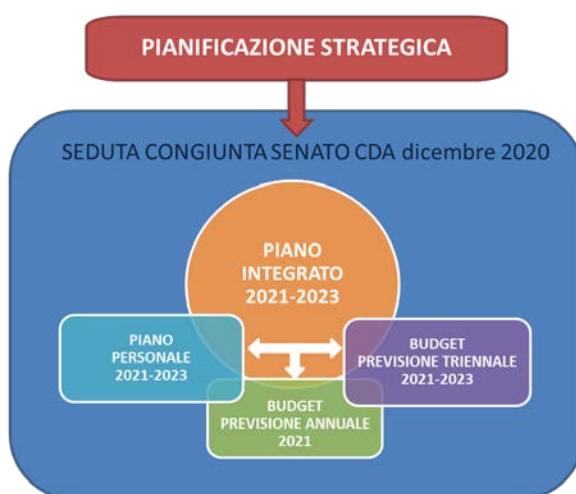 PIANIFICAZIONE STRATEGICA
SEDUTA CONGIUNTA SENATO CDA dicembre 2020
PIANO
INTEGRATO
2021-2023
PIANO
PERSONALE
2021-2023
BUDGET
PREVISIONE TRIENNALE
2021-2023
BUDGET
PREVISIONE ANNUALE
2021